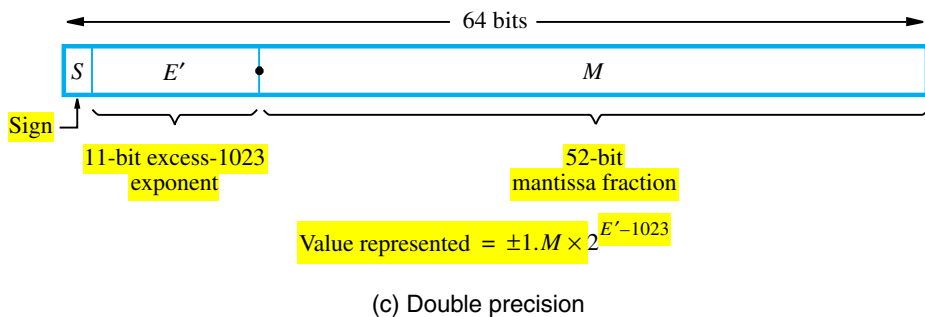 64 bits
S E′ M
Sign
11-bit excess-1023
exponent
52-bit
mantissa fraction
Value represented = ±1.M × 2^E′−1023
(c) Double precision